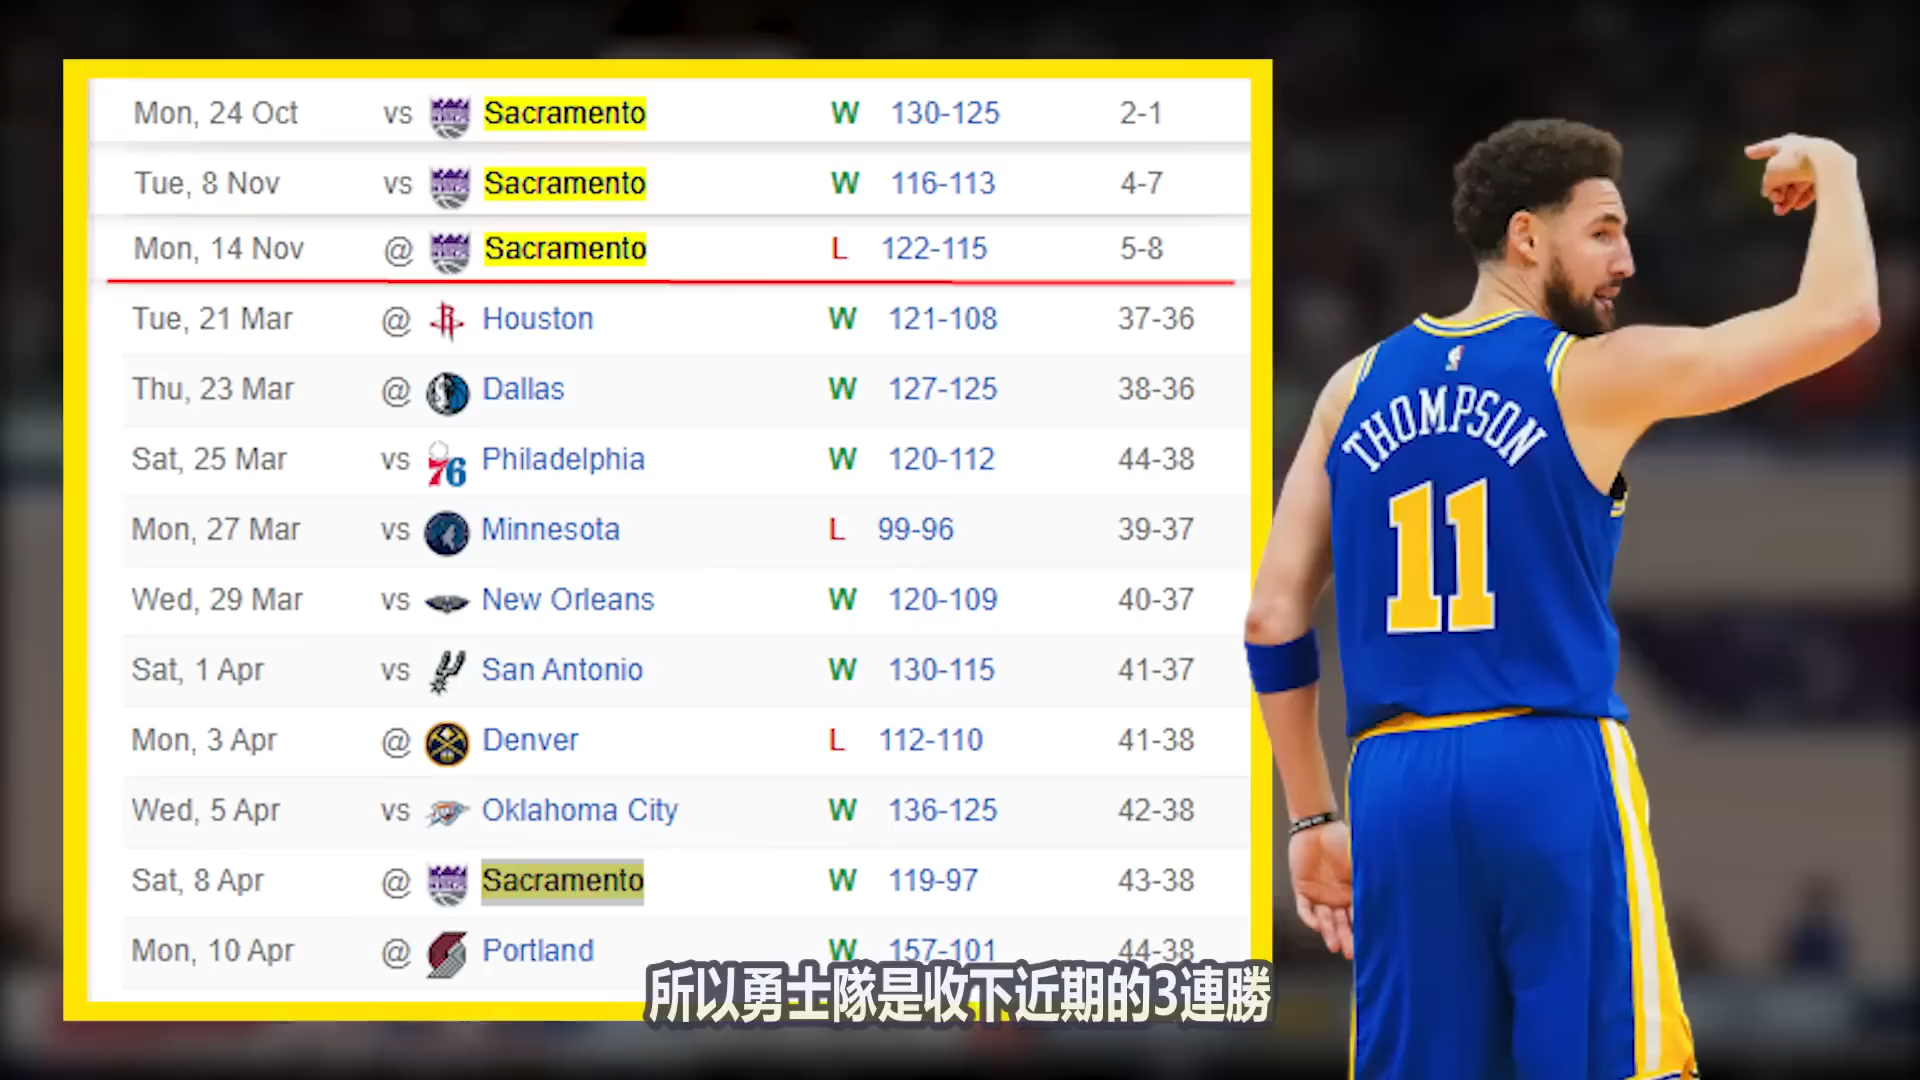 Mon, 24 Oct vs Sacramento W 130-125 2-1
Tue, 8 Nov vs Sacramento W 116-113 4-7
Mon, 14 Nov @ Sacramento L 122-115 5-8
Tue, 21 Mar @ Houston W 121-108 37-36
Thu, 23 Mar @ Dallas W 127-125 38-36
Sat, 25 Mar vs 76 Philadelphia W 120-112 44-38
Mon, 27 Mar vs Minnesota L 99-96 39-37
Wed, 29 Mar vs New Orleans W 120-109 40-37
Sat, 1 Apr vs San Antonio W 130-115 41-37
Mon, 3 Apr @ Denver L 112-110 41-38
Wed, 5 Apr vs Oklahoma City W 136-125 42-38
Sat, 8 Apr @ Sacramento W 119-97 43-38
Mon, 10 Apr @ Portland W 157-101 44-38
THOMPSON
11
所以勇士隊是收下近期的3連勝